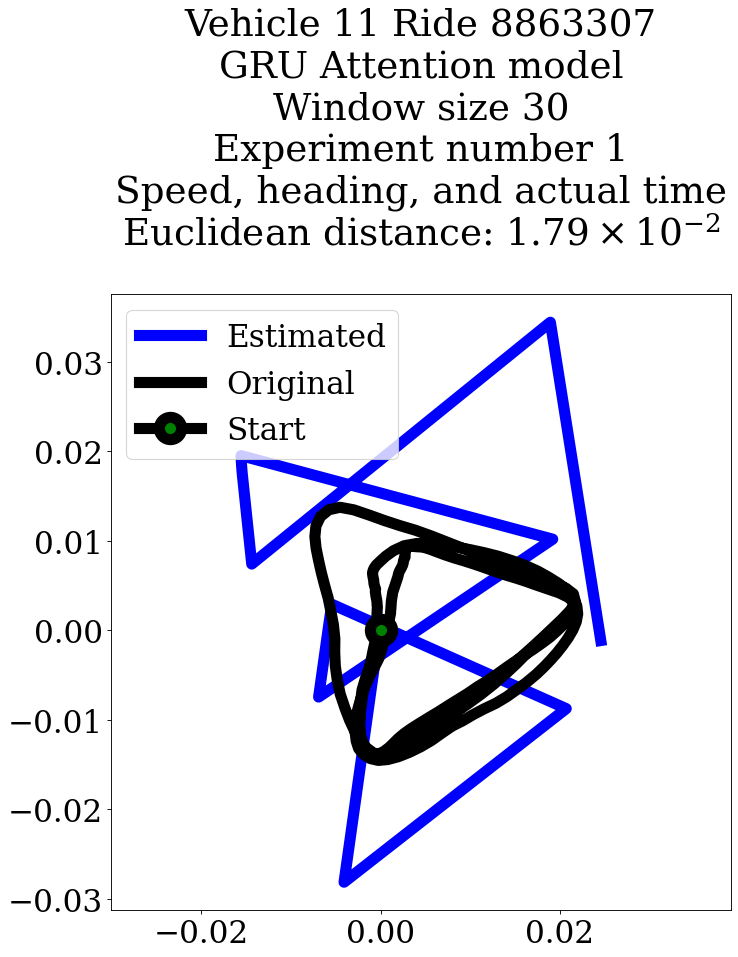 Vehicle 11 Ride 8863307
GRU Attention model
Window size 30
Experiment number 1
Speed, heading, and actual time
Euclidean distance: 1.79 × 10⁻²
Estimated
Original
Start
0.03
0.02
0.01
0.00
−0.01
−0.02
−0.03
−0.02 0.00 0.02